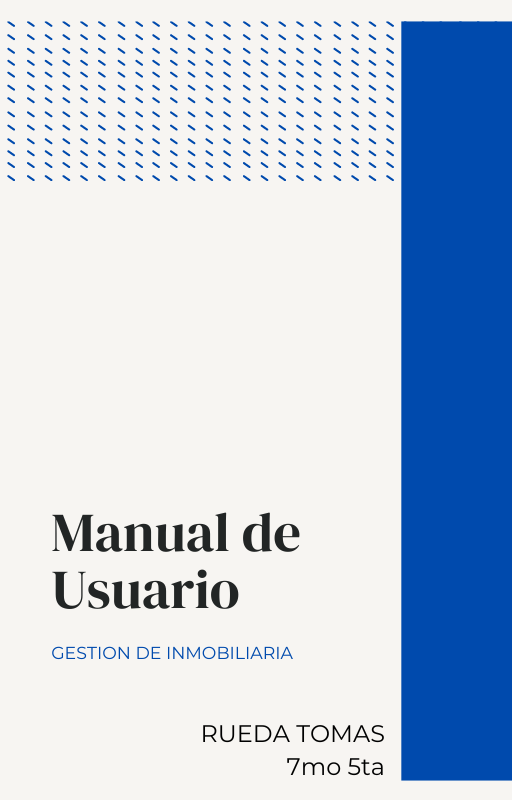 Manual de
Usuario
GESTION DE INMOBILIARIA
RUEDA TOMAS
7mo 5ta